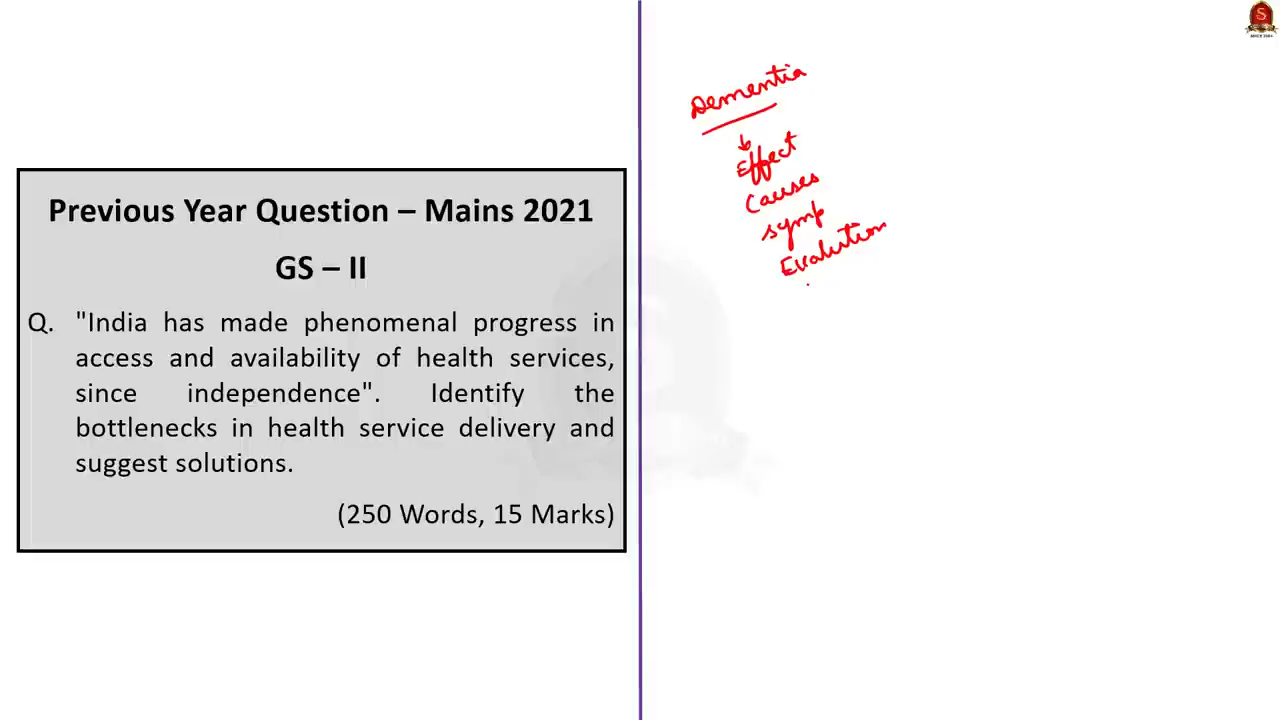 Previous Year Question – Mains 2021
GS – II
Q. "India has made phenomenal progress in
access and availability of health services,
since independence". Identify the
bottlenecks in health service delivery and
suggest solutions.
(250 Words, 15 Marks)
Dementia
Effect
Causes
symp
Evalution
S
SINCE 2004